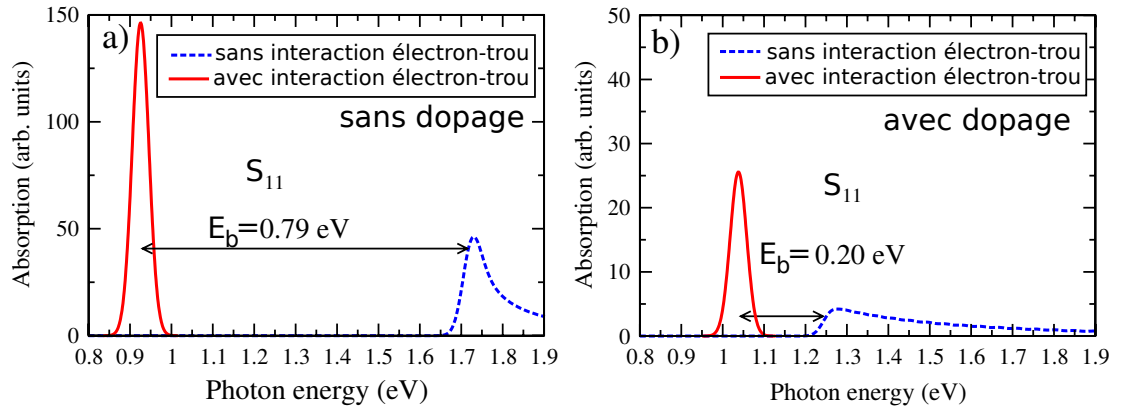 a)
sans interaction électron-trou
avec interaction électron-trou
sans dopage
S11
Eb=0.79 eV
Absorption (arb. units)
150
100
50
0
0.8 0.9 1 1.1 1.2 1.3 1.4 1.5 1.6 1.7 1.8 1.9
Photon energy (eV)
b)
sans interaction électron-trou
avec interaction électron-trou
avec dopage
S11
Eb=0.20 eV
Absorption (arb. units)
50
40
30
20
10
0
0.8 0.9 1 1.1 1.2 1.3 1.4 1.5 1.6 1.7 1.8 1.9
Photon energy (eV)